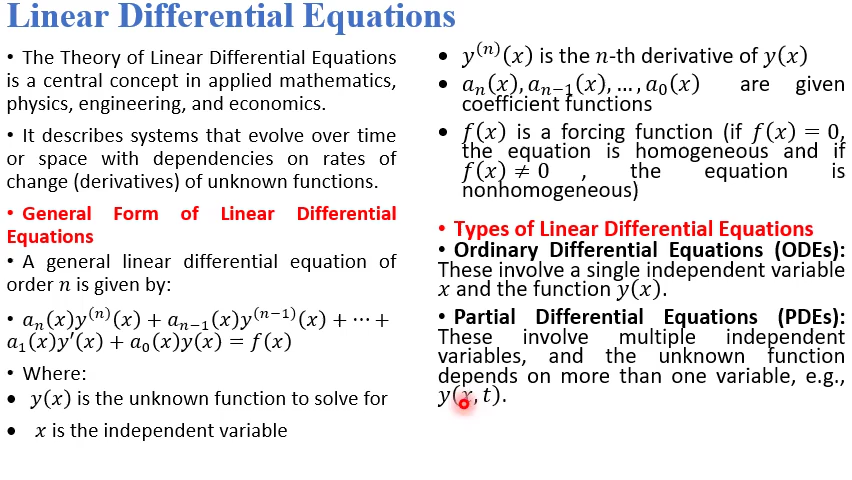 Linear Differential Equations
• The Theory of Linear Differential Equations
is a central concept in applied mathematics,
physics, engineering, and economics.
• It describes systems that evolve over time
or space with dependencies on rates of
change (derivatives) of unknown functions.
• General Form of Linear Differential
Equations
• A general linear differential equation of
order n is given by:
• aₙ(x)y⁽ⁿ⁾(x) + aₙ₋₁(x)y⁽ⁿ⁻¹⁾(x) + ⋯ +
a₁(x)y′(x) + a₀(x)y(x) = f(x)
• Where:
• y(x) is the unknown function to solve for
• x is the independent variable
• y⁽ⁿ⁾(x) is the n-th derivative of y(x)
• aₙ(x), aₙ₋₁(x), …, a₀(x) are given
coefficient functions
• f(x) is a forcing function (if f(x) = 0,
the equation is homogeneous and if
f(x) ≠ 0 , the equation is
nonhomogeneous)
• Types of Linear Differential Equations
• Ordinary Differential Equations (ODEs):
These involve a single independent variable
x and the function y(x).
• Partial Differential Equations (PDEs):
These involve multiple independent
variables, and the unknown function
depends on more than one variable, e.g.,
y(x, t).